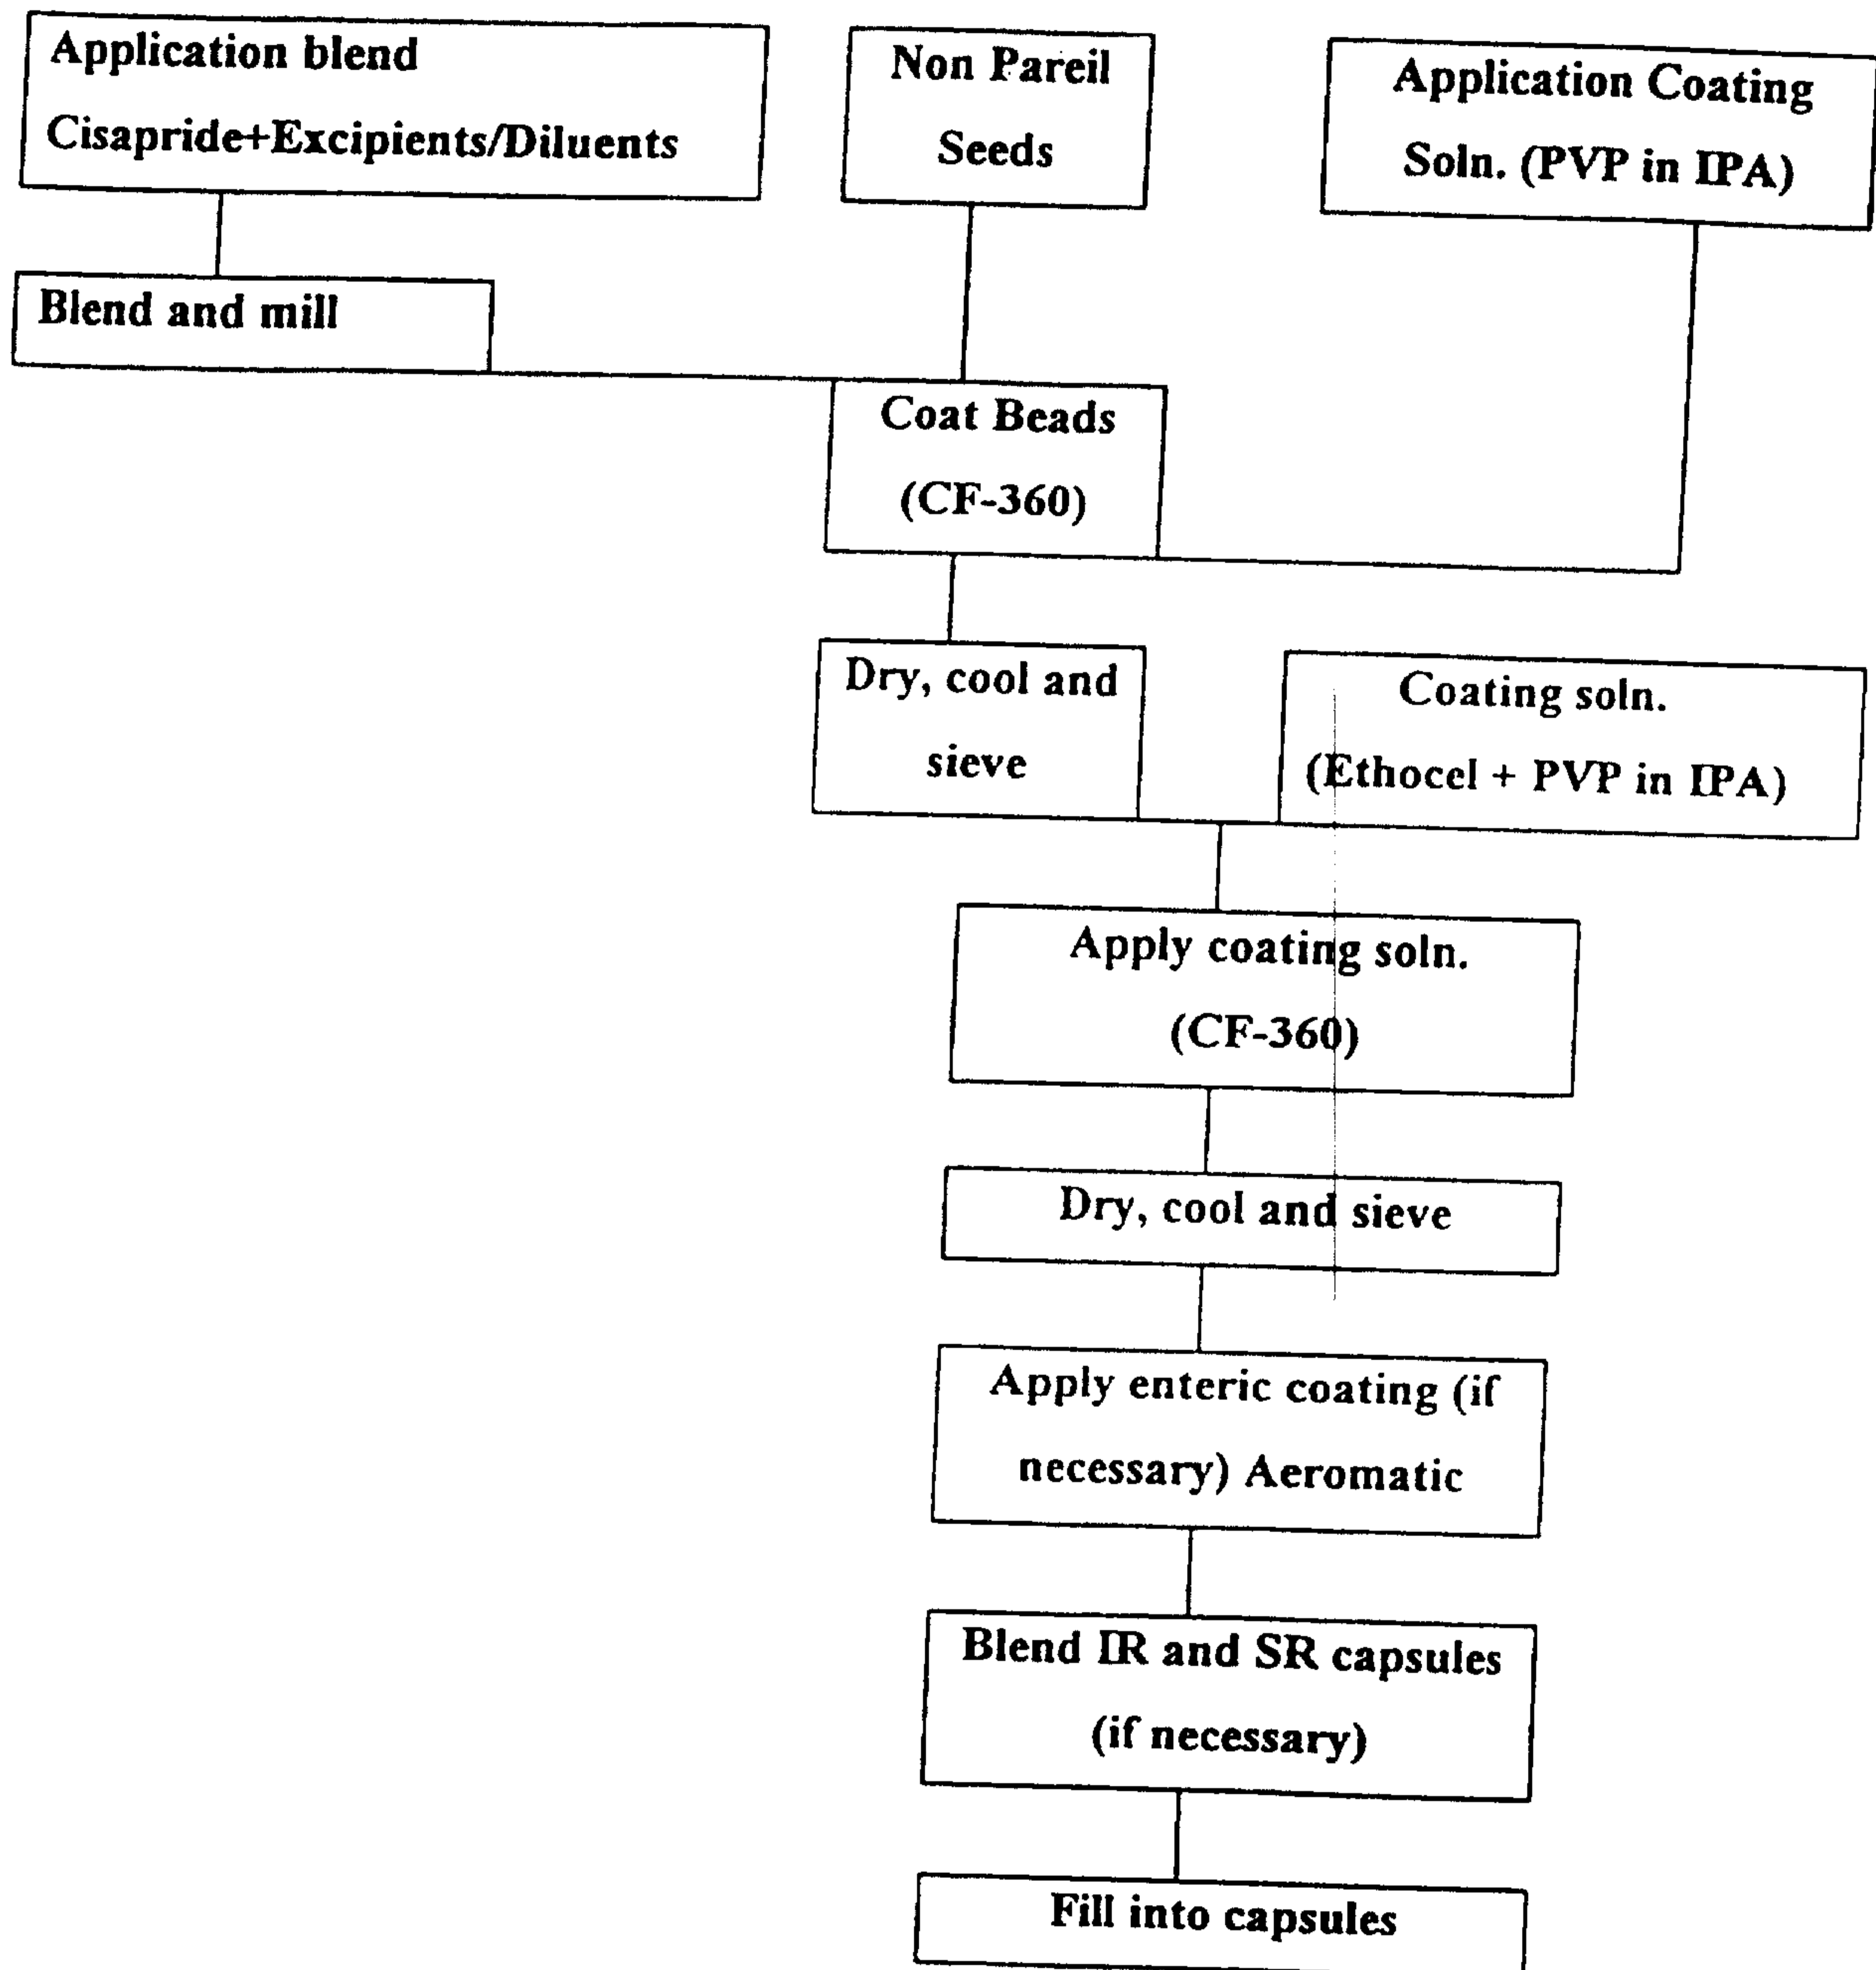 Application blend
Cisapride+Excipients/Diluents
Non Pareil
Seeds
Application Coating
Soln. (PVP in IPA)
Blend and mill
Coat Beads
(CF-360)
Dry, cool and
sieve
Coating soln.
(Ethocel + PVP in IPA)
Apply coating soln.
(CF-360)
Dry, cool and sieve
Apply enteric coating (if
necessary) Aeromatic
Blend IR and SR capsules
(if necessary)
Fill into capsules